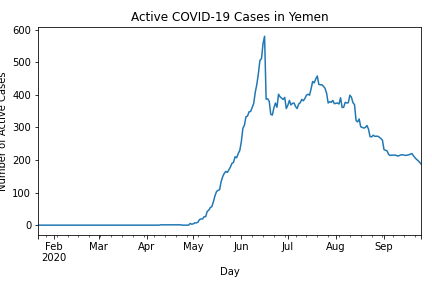 Active COVID-19 Cases in Yemen
600
500
400
300
200
100
0
Number of Active Cases
Feb
2020
Mar
Apr
May
Jun
Jul
Aug
Sep
Day